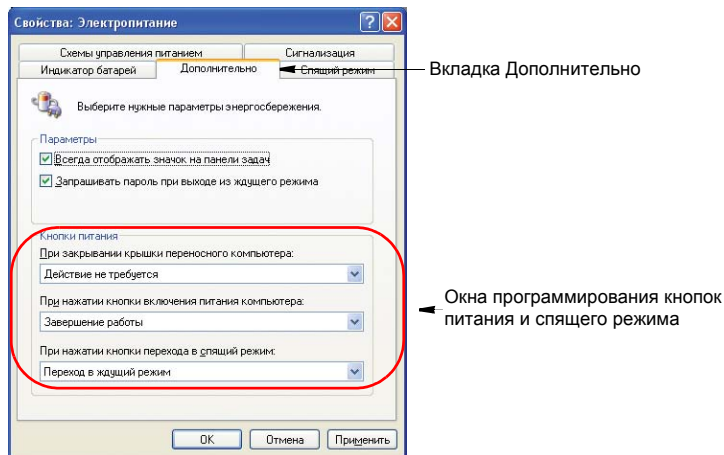 Свойства: Электропитание
Схемы управления питанием
Сигнализация
Индикатор батарей
Дополнительно
Спящий режим
Вкладка Дополнительно
Выберите нужные параметры энергосбережения.
Параметры
Всегда отображать значок на панели задач
Запрашивать пароль при выходе из ждущего режима
Кнопки питания
При закрывании крышки переносного компьютера:
Действие не требуется
При нажатии кнопки включения питания компьютера:
Завершение работы
При нажатии кнопки перехода в спящий режим:
Переход в ждущий режим
Окна программирования кнопок
питания и спящего режима
ОК
Отмена
Применить